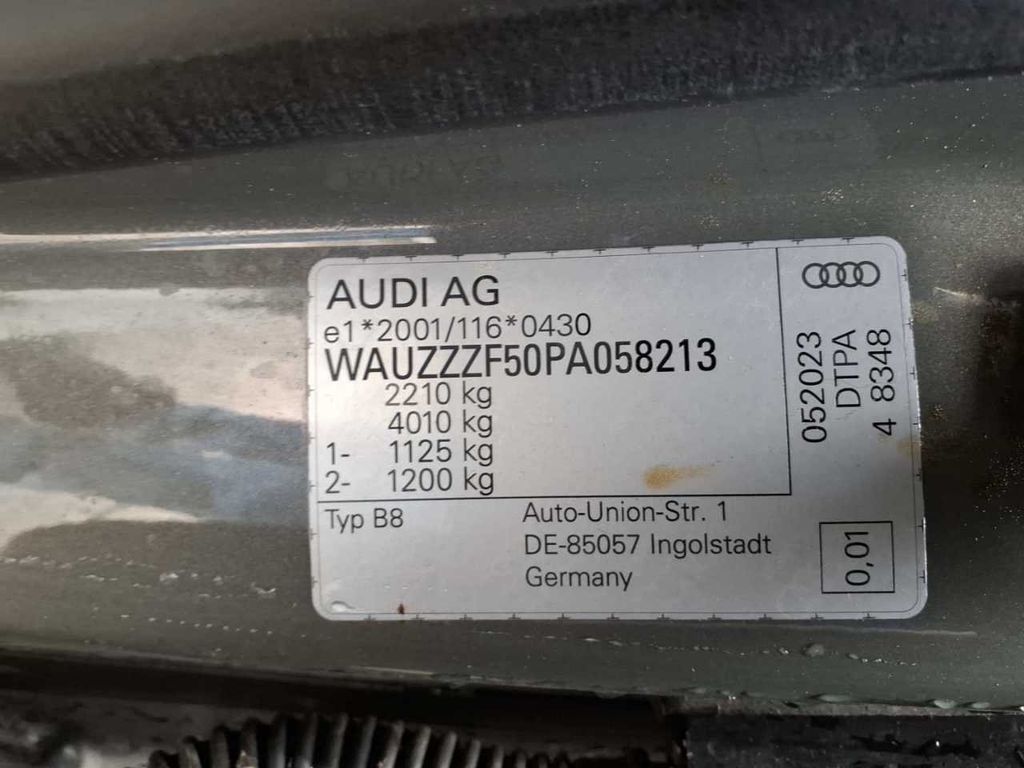 AUDI AG
e1*2001/116*0430
WAUZZZF50PA058213
2210 kg
4010 kg
1- 1125 kg
2- 1200 kg
Typ B8
Auto-Union-Str. 1
DE-85057 Ingolstadt
Germany
052023
DTPA
4 8348
0,01